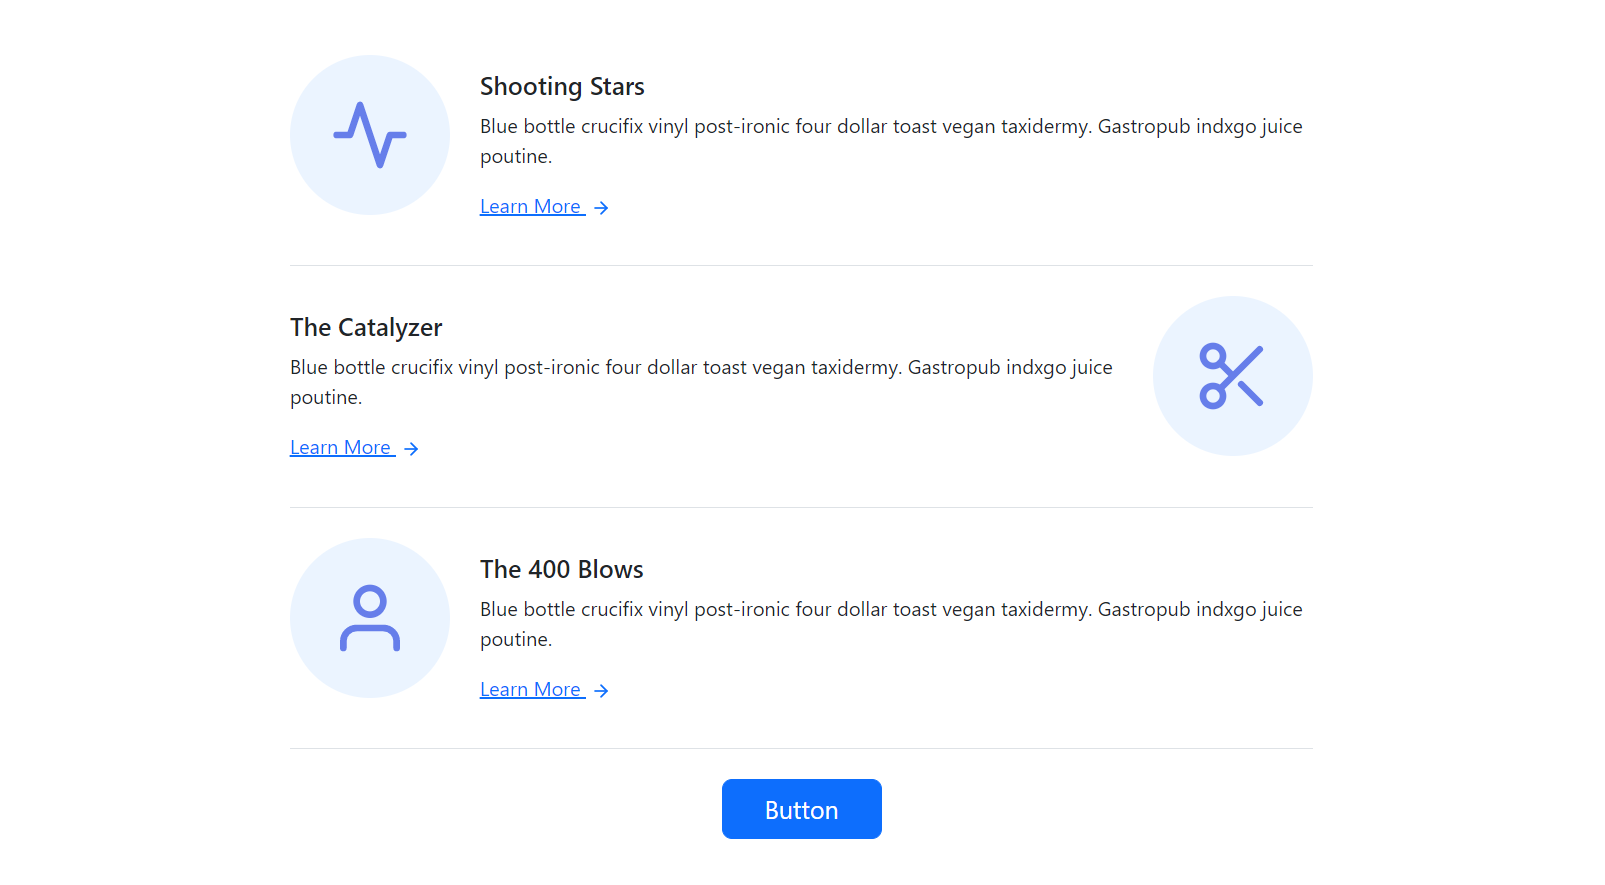 Shooting Stars
Blue bottle crucifix vinyl post-ironic four dollar toast vegan taxidermy. Gastropub indxgo juice
poutine.
Learn More
The Catalyzer
Blue bottle crucifix vinyl post-ironic four dollar toast vegan taxidermy. Gastropub indxgo juice
poutine.
Learn More
The 400 Blows
Blue bottle crucifix vinyl post-ironic four dollar toast vegan taxidermy. Gastropub indxgo juice
poutine.
Learn More
Button